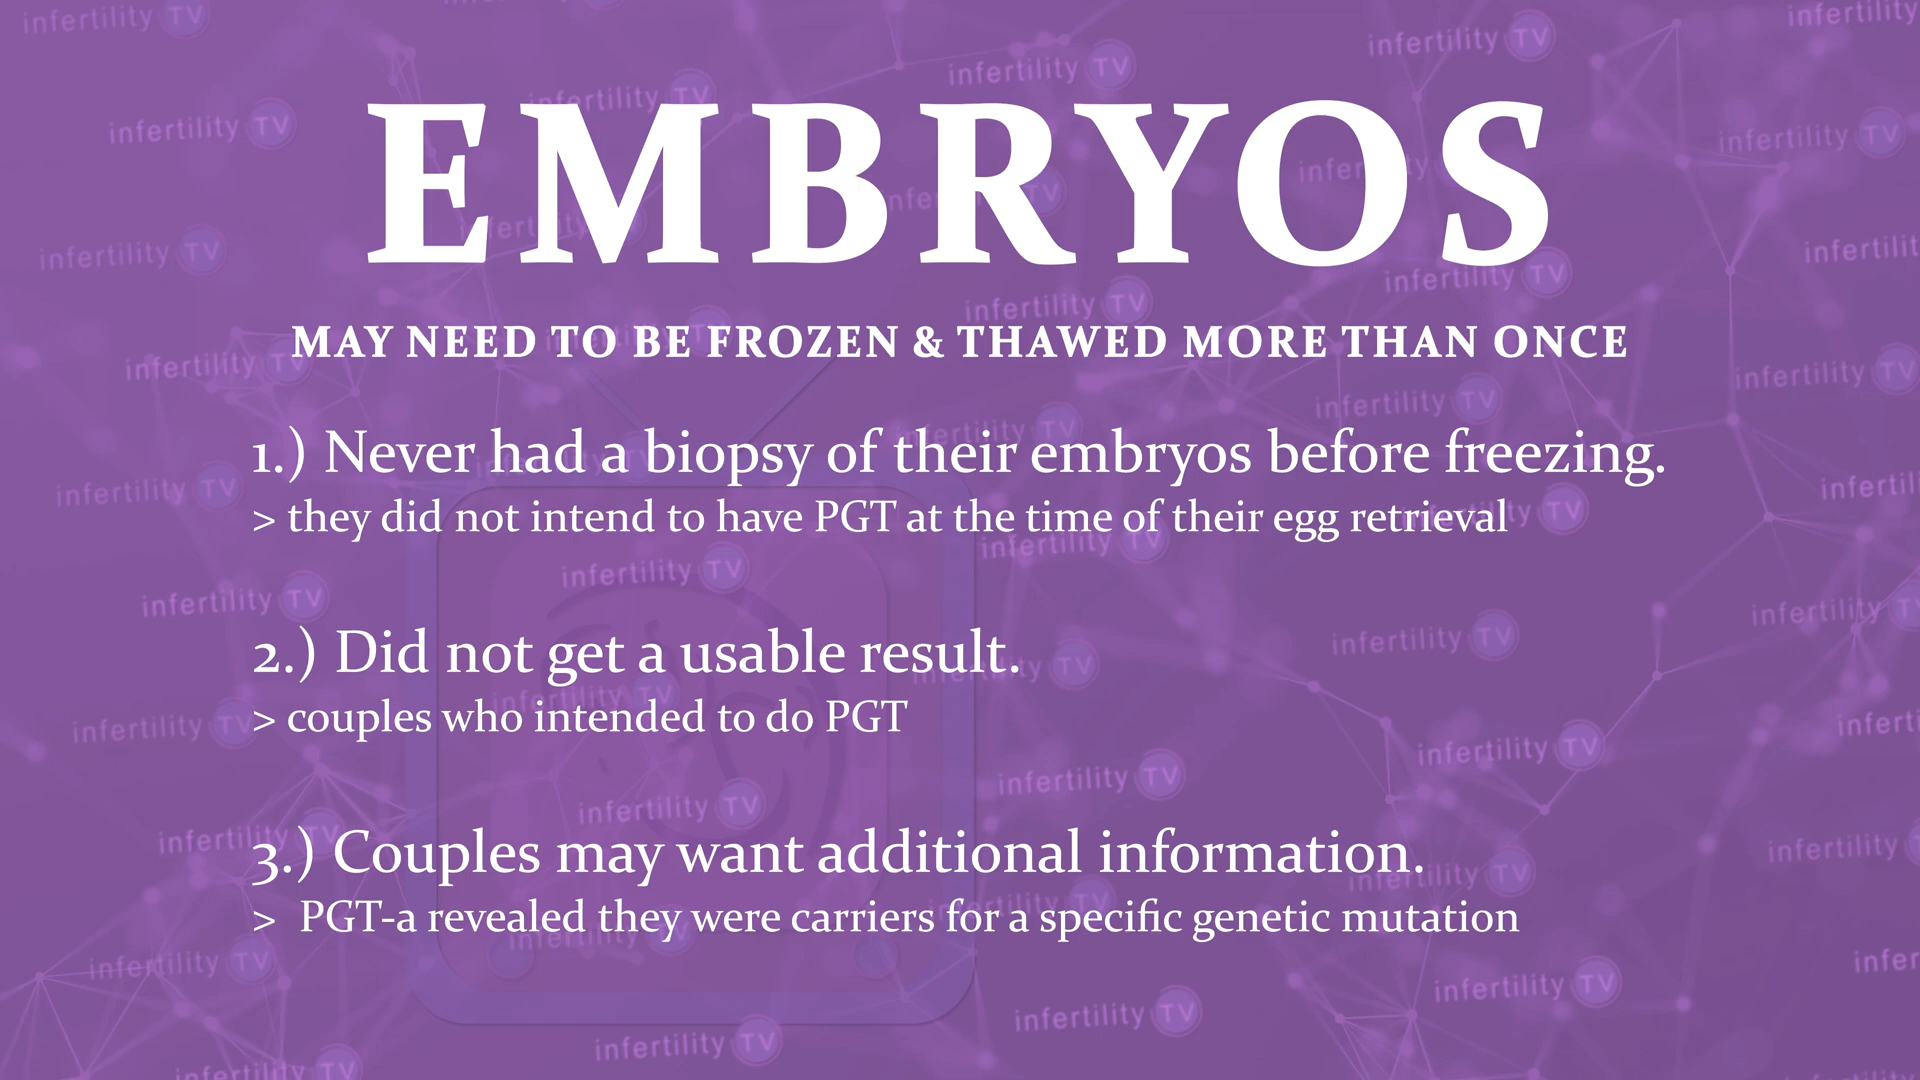 EMBRYOS
MAY NEED TO BE FROZEN & THAWED MORE THAN ONCE
1.) Never had a biopsy of their embryos before freezing.
> they did not intend to have PGT at the time of their egg retrieval
2.) Did not get a usable result.
> couples who intended to do PGT
3.) Couples may want additional information.
> PGT-a revealed they were carriers for a specific genetic mutation
infertility TV